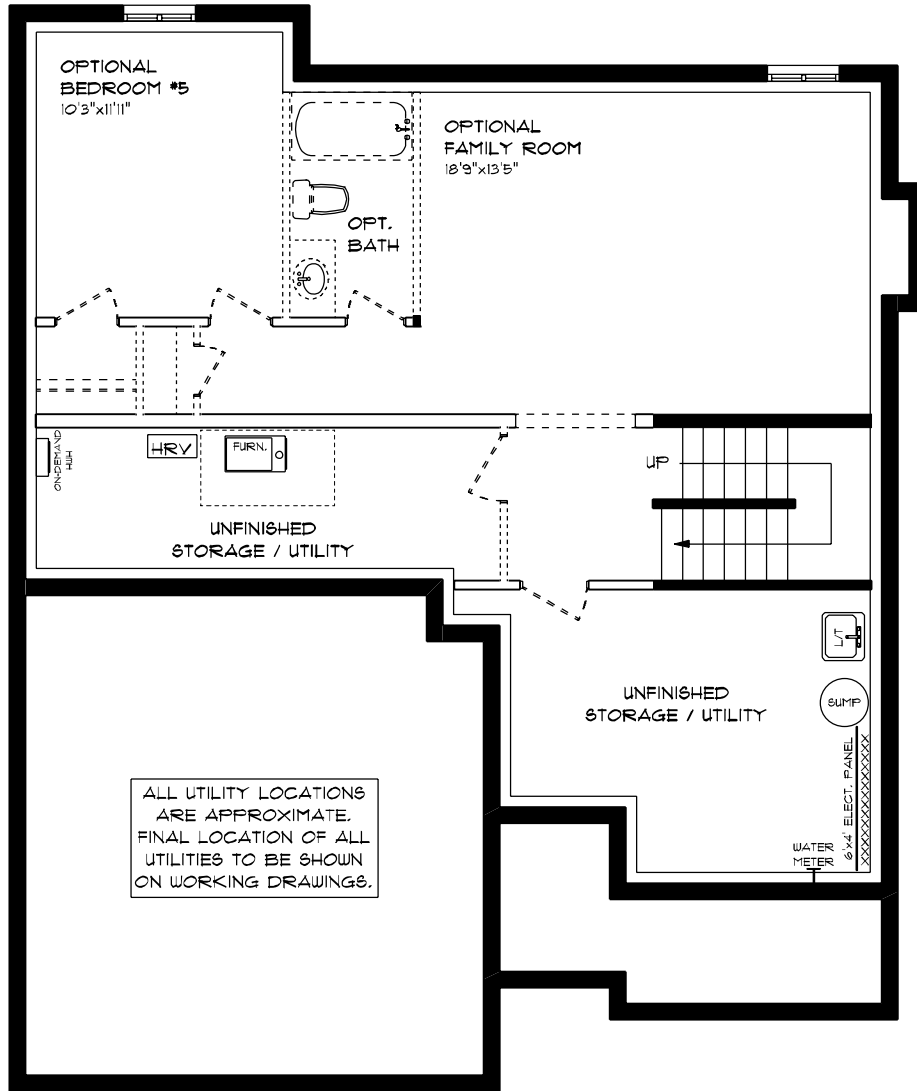 OPTIONAL
BEDROOM #5
10'3"x11'11"
OPTIONAL
FAMILY ROOM
18'9"x13'5"
OPT.
BATH
ON-DEMAND
HWH
HRV
FURN.
UP
UNFINISHED
STORAGE / UTILITY
L/T
UNFINISHED
STORAGE / UTILITY
SUMP
6'x4' ELECT. PANEL
WATER
METER
ALL UTILITY LOCATIONS
ARE APPROXIMATE.
FINAL LOCATION OF ALL
UTILITIES TO BE SHOWN
ON WORKING DRAWINGS.